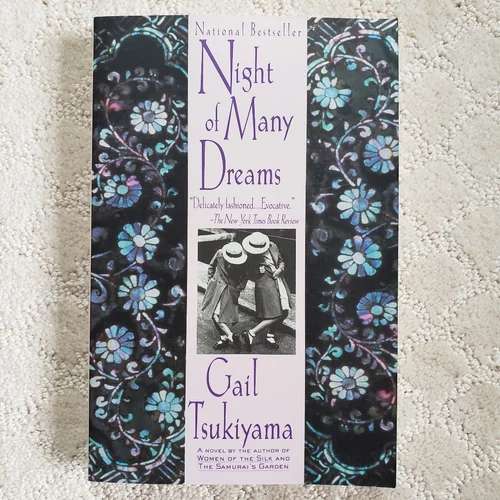 National Bestseller
Night
of Many
Dreams
"Delicately fashioned...Evocative."
–The New York Times Book Review
Gail
Tsukiyama
A NOVEL BY THE AUTHOR OF
WOMEN OF THE SILK AND
THE SAMURAI'S GARDEN